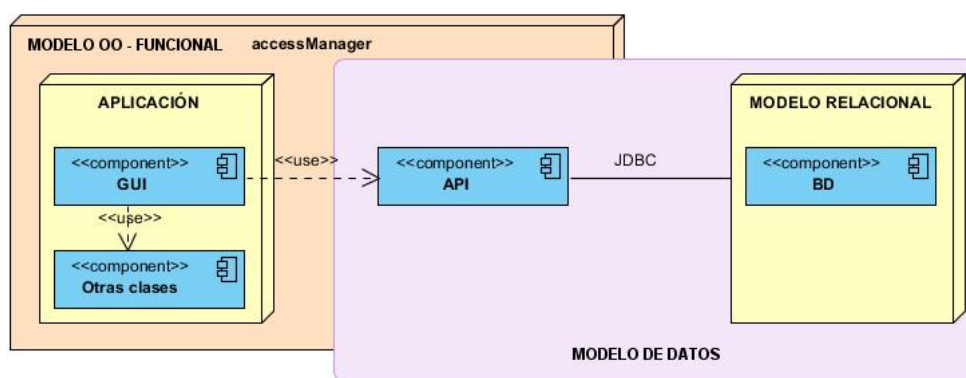 MODELO OO - FUNCIONAL accessManager
APLICACIÓN
MODELO RELACIONAL
<<component>>
GUI
<<use>>
<<component>>
API
JDBC
<<component>>
BD
<<use>>
<<component>>
Otras clases
MODELO DE DATOS